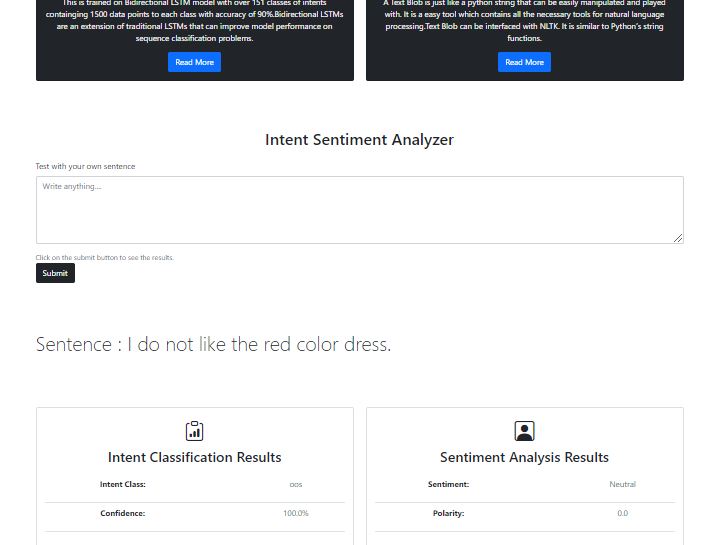 This is trained on Bidirectional LSTM model with over 151 classes of intents
containging 1500 data points to each class with accuracy of 90%.Bidirectional LSTMs
are an extension of traditional LSTMs that can improve model performance on
sequence classification problems.
Read More
A Text Blob is just like a python string that can be easily manipulated and played
with. It is a easy tool which contains all the necessary tools for natural language
processing.Text Blob can be interfaced with NLTK. It is similar to Python's string
functions.
Read More
Intent Sentiment Analyzer
Test with your own sentence
Write anything....
Click on the submit button to see the results.
Submit
Sentence : I do not like the red color dress.
Intent Classification Results
Intent Class: oos
Confidence: 100.0%
Sentiment Analysis Results
Sentiment: Neutral
Polarity: 0.0